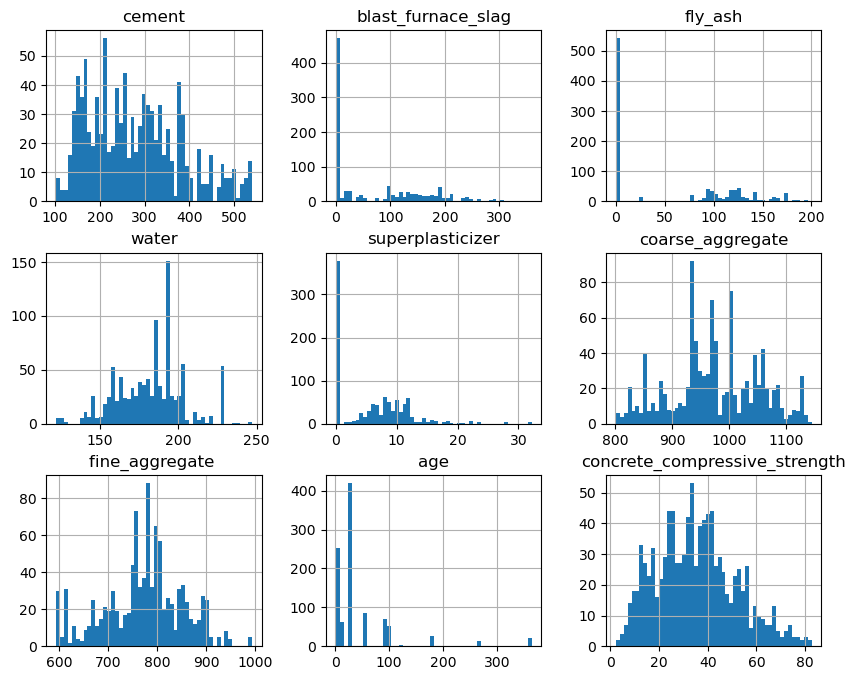 cement
50
40
30
20
10
0
100 200 300 400 500
blast_furnace_slag
400
300
200
100
0
0 100 200 300
fly_ash
500
400
300
200
100
0
0 50 100 150 200
water
150
100
50
0
150 200 250
superplasticizer
300
200
100
0
0 10 20 30
coarse_aggregate
80
60
40
20
0
800 900 1000 1100
fine_aggregate
80
60
40
20
0
600 700 800 900 1000
age
400
300
200
100
0
0 100 200 300
concrete_compressive_strength
50
40
30
20
10
0
0 20 40 60 80